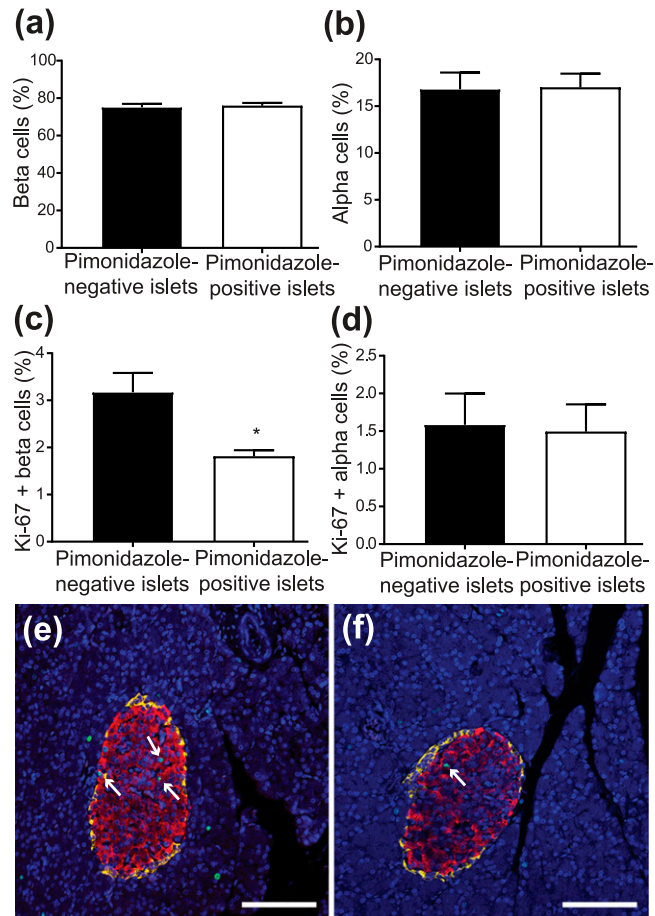 (a)
Beta cells (%)
100
80
60
40
20
0
Pimonidazole-
negative islets
Pimonidazole-
positive islets
(b)
Alpha cells (%)
20
15
10
5
0
Pimonidazole-
negative islets
Pimonidazole-
positive islets
(c)
Ki-67 + beta cells (%)
4
3
2
1
0
*
Pimonidazole-
negative islets
Pimonidazole-
positive islets
(d)
Ki-67 + alpha cells (%)
2.5
2.0
1.5
1.0
0.5
0.0
Pimonidazole-
negative islets
Pimonidazole-
positive islets
(e)
(f)